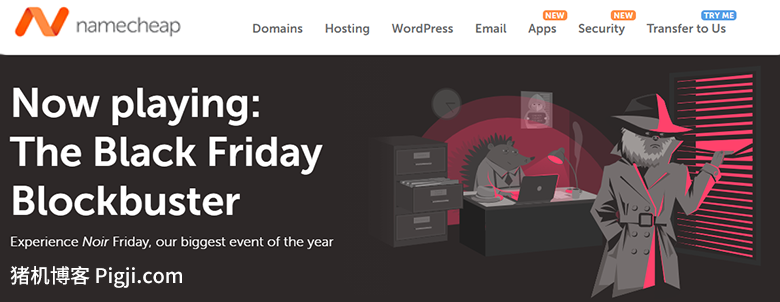 namecheap
Domains Hosting WordPress Email Apps Security Transfer to Us
NEW NEW TRY ME
Now playing:
The Black Friday
Blockbuster
Experience Noir Friday, our biggest event of the year
猪机博客 Pigji.com